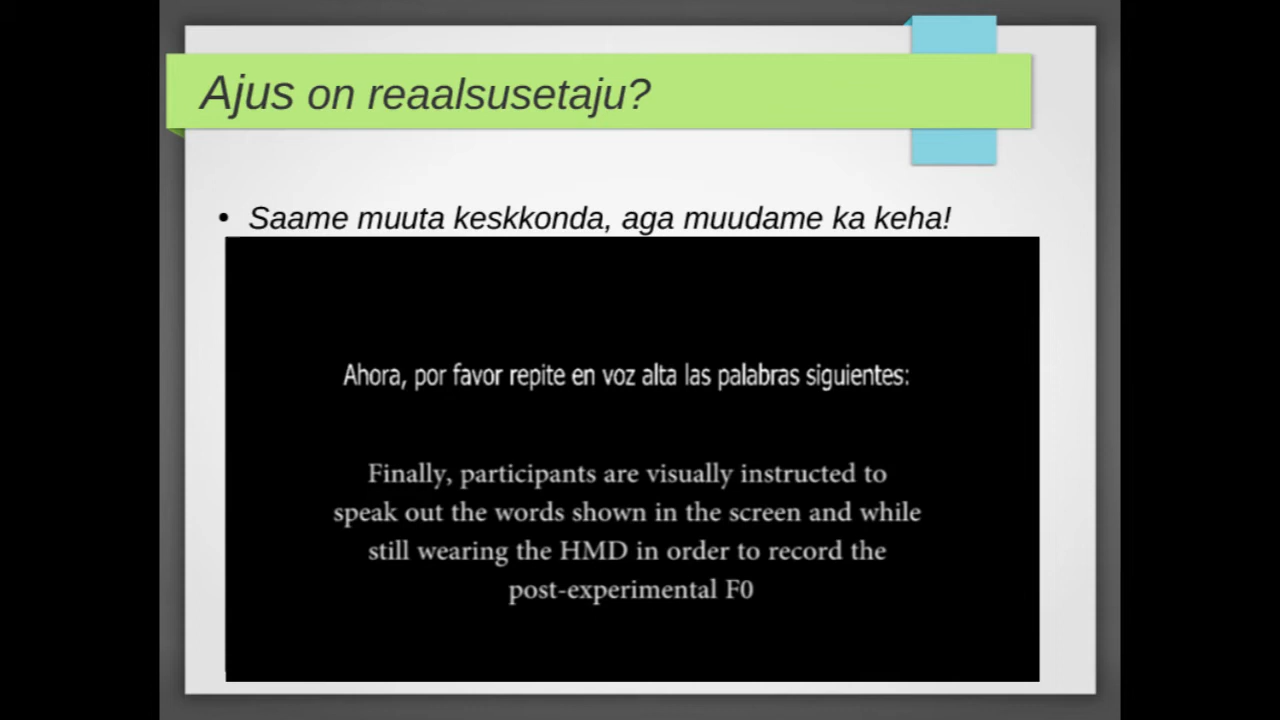 Ajus on reaalsusetaju?
• Saame muuta keskkonda, aga muudame ka keha!
Ahora, por favor repite en voz alta las palabras siguientes:
Finally, participants are visually instructed to
speak out the words shown in the screen and while
still wearing the HMD in order to record the
post-experimental F0